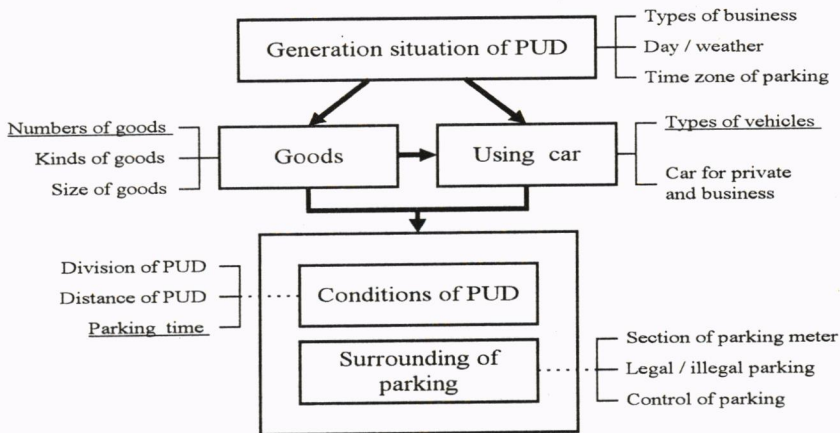 Generation situation of PUD
Types of business
Day / weather
Time zone of parking
Numbers of goods
Kinds of goods
Size of goods
Goods
Using car
Types of vehicles
Car for private
and business
Division of PUD
Distance of PUD
Parking time
Conditions of PUD
Surrounding of
parking
Section of parking meter
Legal / illegal parking
Control of parking